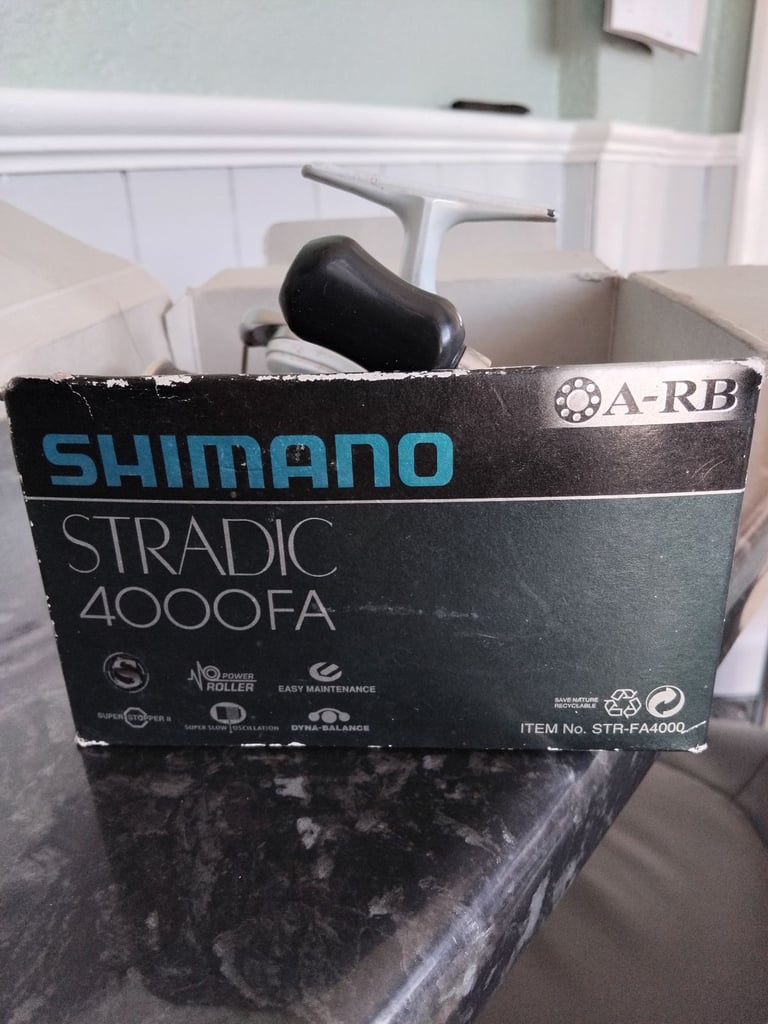 A-RB
SHIMANO
STRADIC
4000FA
S
POWER
ROLLER
EASY MAINTENANCE
SUPER STOPPER II
SUPER SLOW OSCILLATION
DYNA-BALANCE
SAVE NATURE
RECYCLABLE
ITEM No. STR-FA4000